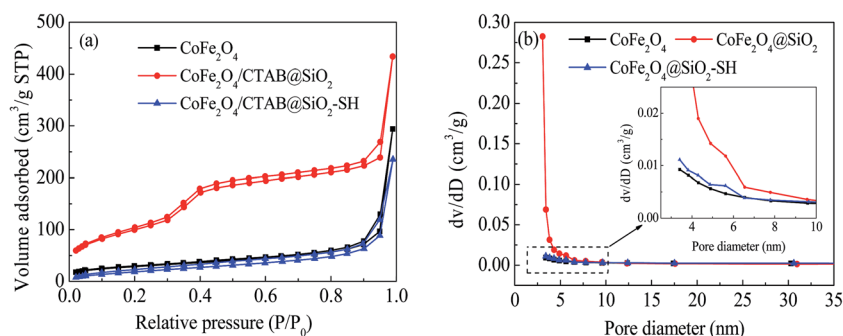 (a)
CoFe₂O₄
CoFe₂O₄/CTAB@SiO₂
CoFe₂O₄/CTAB@SiO₂-SH
Volume adsorbed (cm³/g STP)
500
450
400
300
200
100
0
0.0 0.2 0.4 0.6 0.8 1.0
Relative pressure (P/P₀)
(b)
CoFe₂O₄ CoFe₂O₄@SiO₂
CoFe₂O₄@SiO₂-SH
dv/dD (cm³/g)
0.30
0.25
0.20
0.15
0.10
0.05
0.00
0 5 10 15 20 25 30 35
Pore diameter (nm)
dv/dD (cm³/g)
0.02
0.01
0.00
4 6 8 10
Pore diameter (nm)